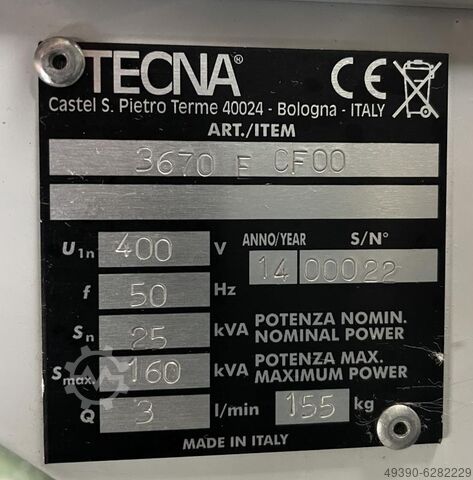 TECNA®
CE
Castel S. Pietro Terme 40024 - Bologna - ITALY
ART./ITEM
3670 E CF00
U1n 400 V ANNO/YEAR S/N°
14 00022
f 50 Hz
Sn 25 kVA POTENZA NOMIN.
NOMINAL POWER
Smax. 160 kVA POTENZA MAX.
MAXIMUM POWER
Q 3 l/min 155 kg
MADE IN ITALY
49390-6282229